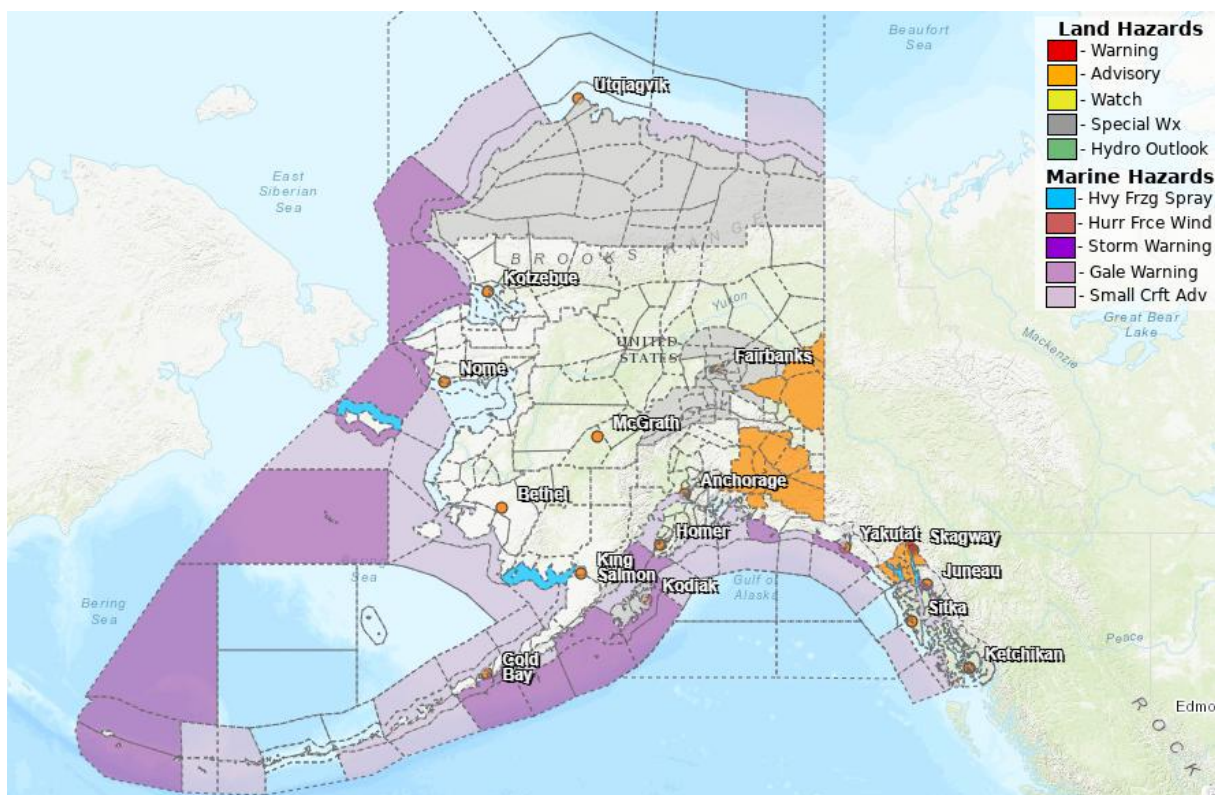 Beaufort
Sea
Land Hazards
- Warning
- Advisory
- Watch
- Special Wx
- Hydro Outlook
Marine Hazards
- Hvy Frzg Spray
- Hurr Frce Wind
- Storm Warning
- Gale Warning
- Small Crft Adv
Utqiagvik
East
Siberian
Sea
BROOKS RANGE
Kotzebue
Yukon
Great Bear
Lake
Mackenzie
UNITED
STATES
Fairbanks
Nome
McGrath
Anchorage
Bethel
Homer
Yakutat
Skagway
King
Salmon
Juneau
Sea
Kodiak
Gulf of
Alaska
Bering
Sea
Sitka
Peace
Ketchikan
Cold
Bay
Edmo
ROCK